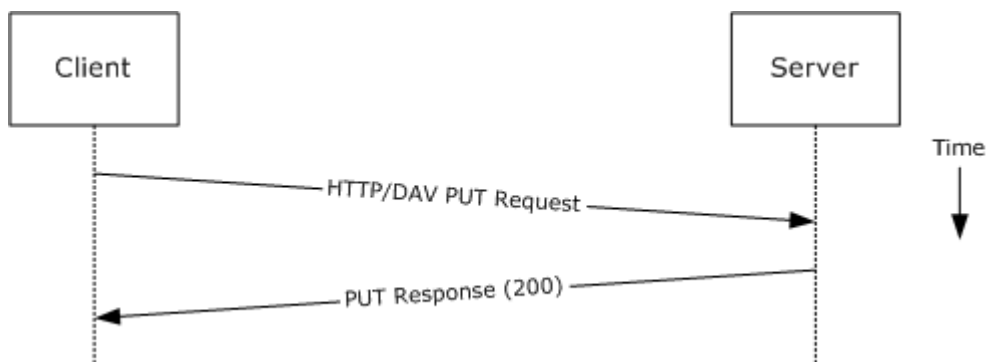 Client
Server
Time
HTTP/DAV PUT Request
PUT Response (200)